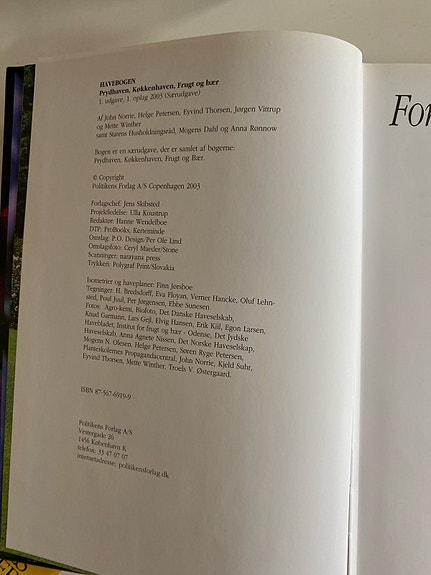 HAVEBOGEN
Prydhaven, Køkkenhaven, Frugt og bær
1. udgave, 1. oplag 2003 (Særudgave)
Af John Norrie, Helge Petersen, Eyvind Thorsen, Jørgen Vittrup
og Mette Winther
samt Statens Husholdningsråd, Mogens Dahl og Anna Rønnow
Bogen er en særudgave, der er samlet af bøgerne:
Prydhaven, Køkkenhaven, Frugt og Bær.
© Copyright
Politikens Forlag A/S Copenhagen 2003
Forlagschef: Jens Skibsted
Projektledelse: Ulla Koustrup
Redaktør: Hanne Wendelboe
DTP: ProBooks, Kerteminde
Omslag: P.O. Design/Per Ole Lind
Omslagsfoto: Ceryl Maeder/Stone
Scanninger: narayana press
Trykkeri: Polygraf Print/Slovakia
Isometrier og haveplaner: Finn Jørsboe
Tegninger: H. Bredsdorff, Eva Floyan, Verner Hancke, Oluf Lehn-
sted, Poul Juul, Per Jørgensen, Ebbe Sunesen
Fotos: Agro-kemi, Biofoto, Det Danske Haveselskab,
Knud Garmann, Lars Gejl, Elvig Hansen, Erik Kiil, Egon Larsen,
Havebladet, Institut for frugt og bær - Odense, Det Jydske
Haveselskab, Anna Agnete Nissen, Det Norske Haveselskap,
Mogens N. Olesen, Helge Petersen, Søren Ryge Petersen,
Planteskolernes Propagandacentral, John Norrie, Kjeld Suhr,
Eyvind Thorsen, Mette Winther, Troels V. Østergaard.
ISBN 87-567-6919-9
Politikens Forlag A/S
Vestergade 26
1456 København K
telefon: 33 47 07 07
internetadresse: politikensforlag.dk
For